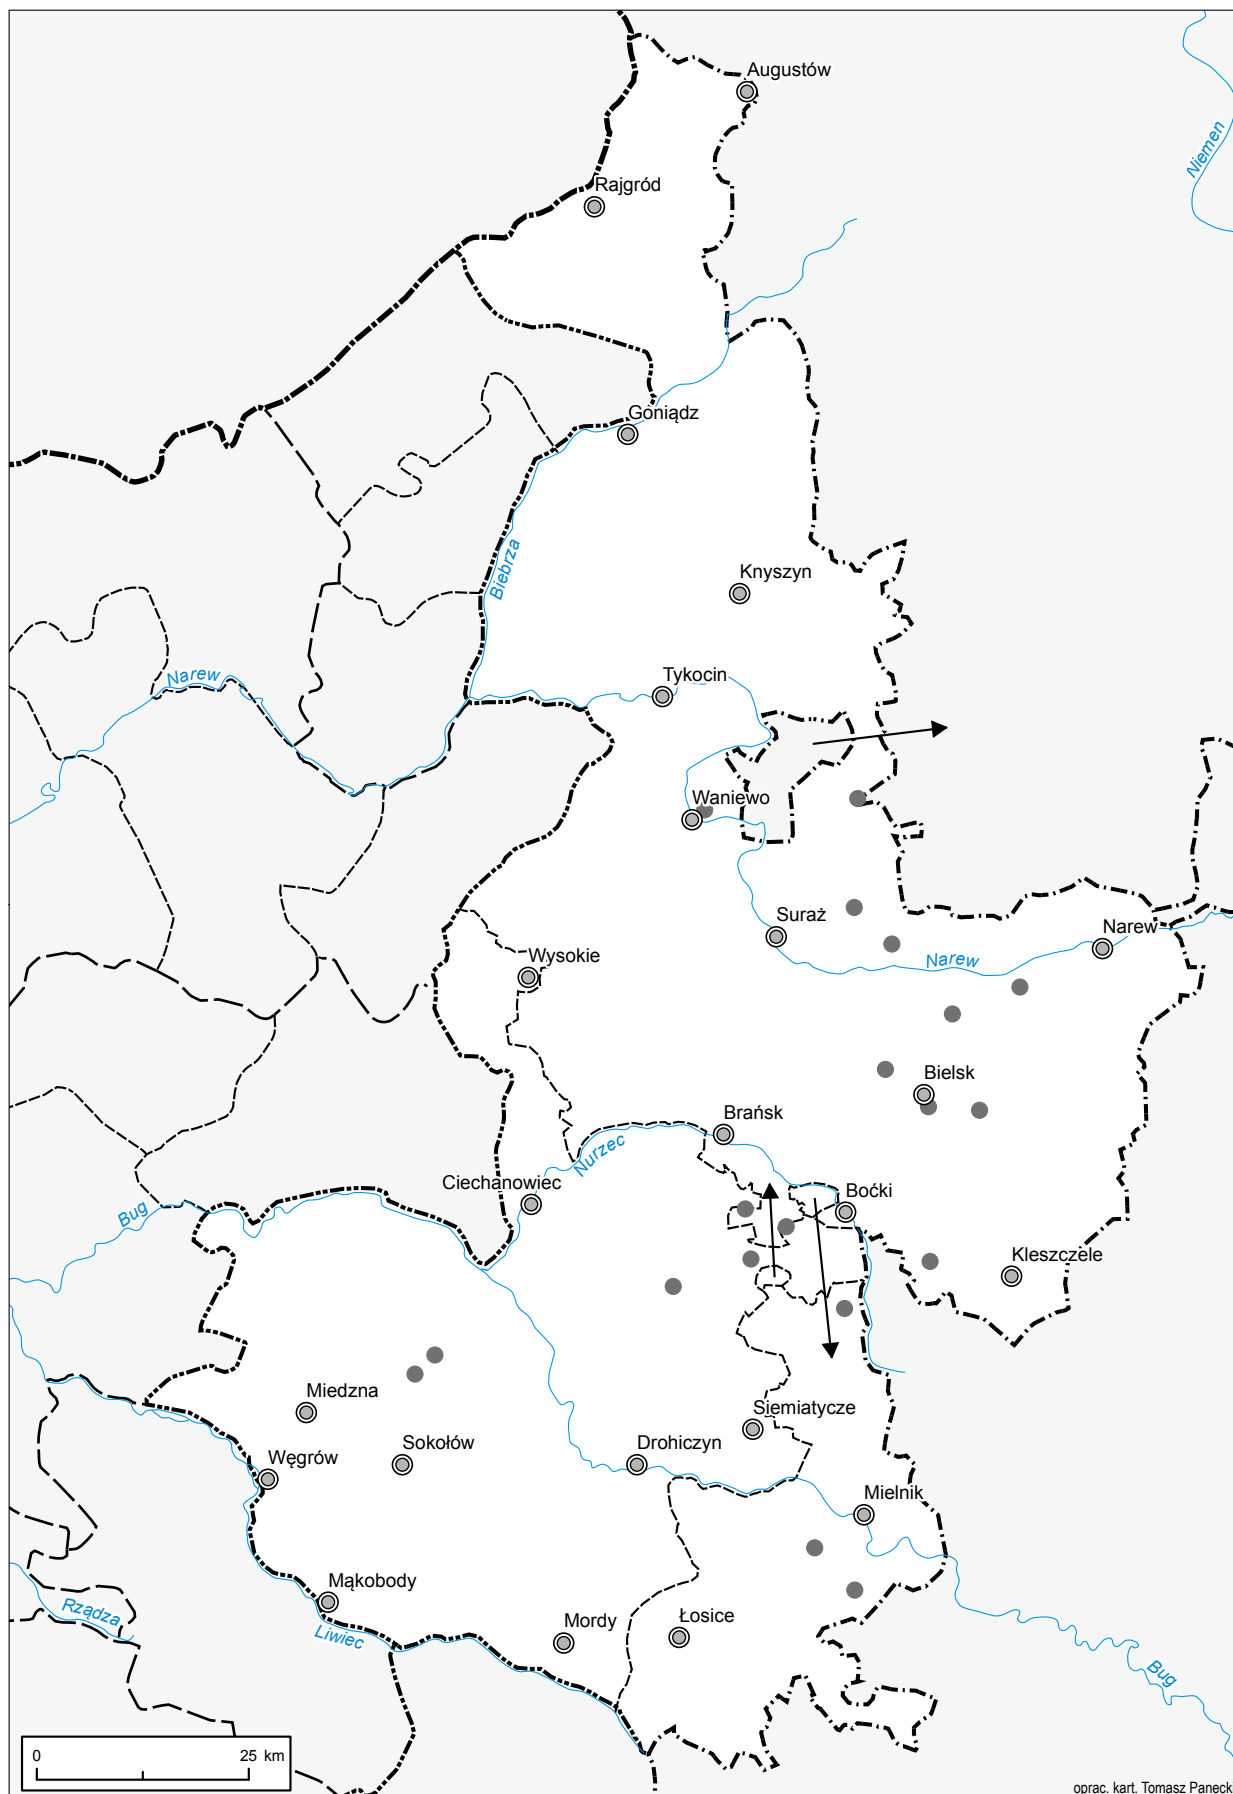 Augustów
Niemen
Rajgród
Goniądz
Biebrza
Knyszyn
Narew
Tykocin
Waniewo
Suraż
Narew
Narew
Wysokie
Bielsk
Brańsk
Nurzec
Ciechanowiec
Boćki
Bug
Kleszczele
Miedzna
Siemiatycze
Sokołów
Drohiczyn
Węgrów
Mielnik
Mąkobody
Rządza
Liwiec
Mordy
Łosice
Bug
0 25 km
oprac. kart. Tomasz Paneck